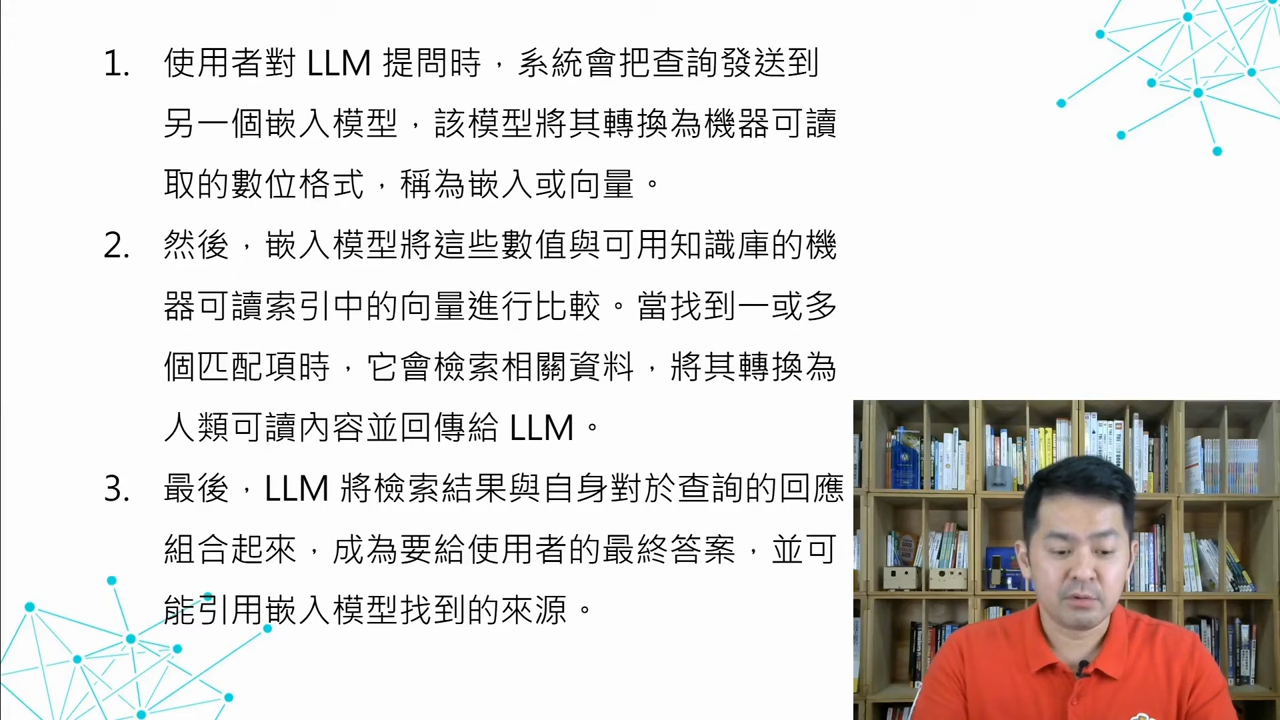 1. 使用者對 LLM 提問時，系統會把查詢發送到
另一個嵌入模型，該模型將其轉換為機器可讀
取的數位格式，稱為嵌入或向量。
2. 然後，嵌入模型將這些數值與可用知識庫的機
器可讀索引中的向量進行比較。當找到一或多
個匹配項時，它會檢索相關資料，將其轉換為
人類可讀內容並回傳給 LLM。
3. 最後，LLM 將檢索結果與自身對於查詢的回應
組合起來，成為要給使用者的最終答案，並可
能引用嵌入模型找到的來源。